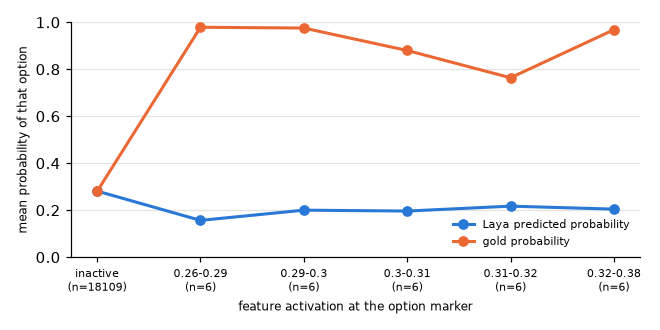 mean probability of that option
1.0
0.8
0.6
0.4
0.2
0.0
Laya predicted probability
gold probability
inactive
(n=18109)
0.26-0.29
(n=6)
0.29-0.3
(n=6)
0.3-0.31
(n=6)
0.31-0.32
(n=6)
0.32-0.38
(n=6)
feature activation at the option marker